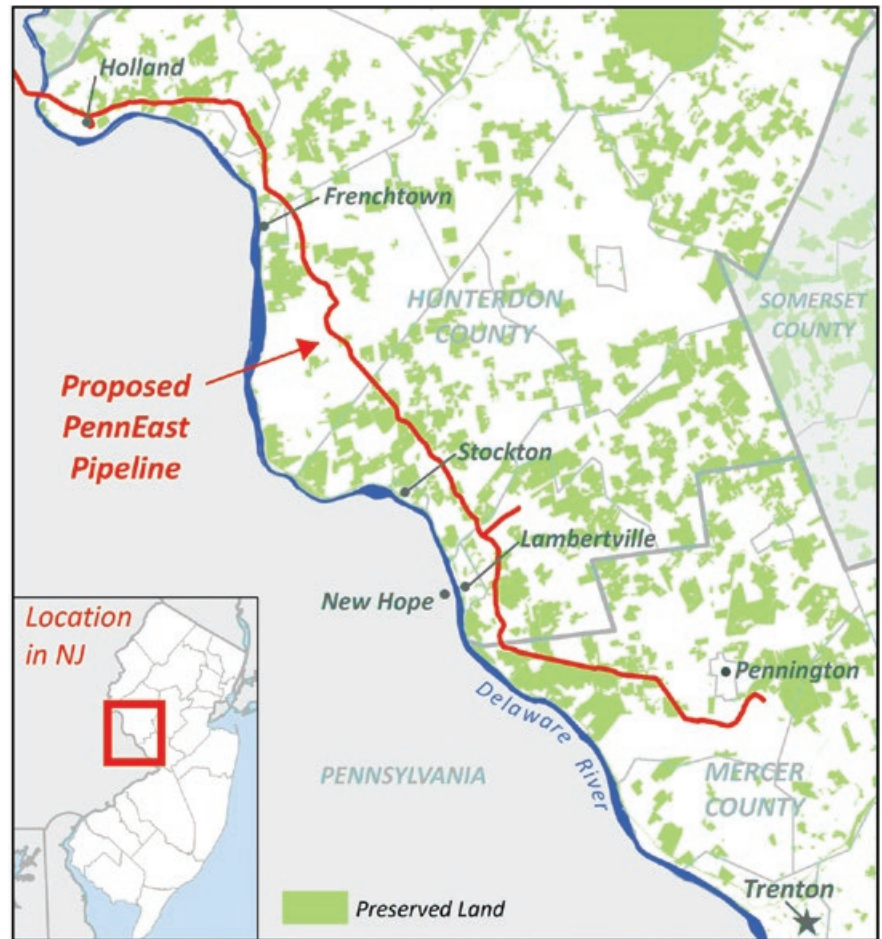 Holland
Frenchtown
HUNTERDON
COUNTY
SOMERSET
COUNTY
Proposed
PennEast
Pipeline
Stockton
Lambertville
New Hope
Location
in NJ
Pennington
Delaware River
PENNSYLVANIA
MERCER
COUNTY
Trenton
Preserved Land